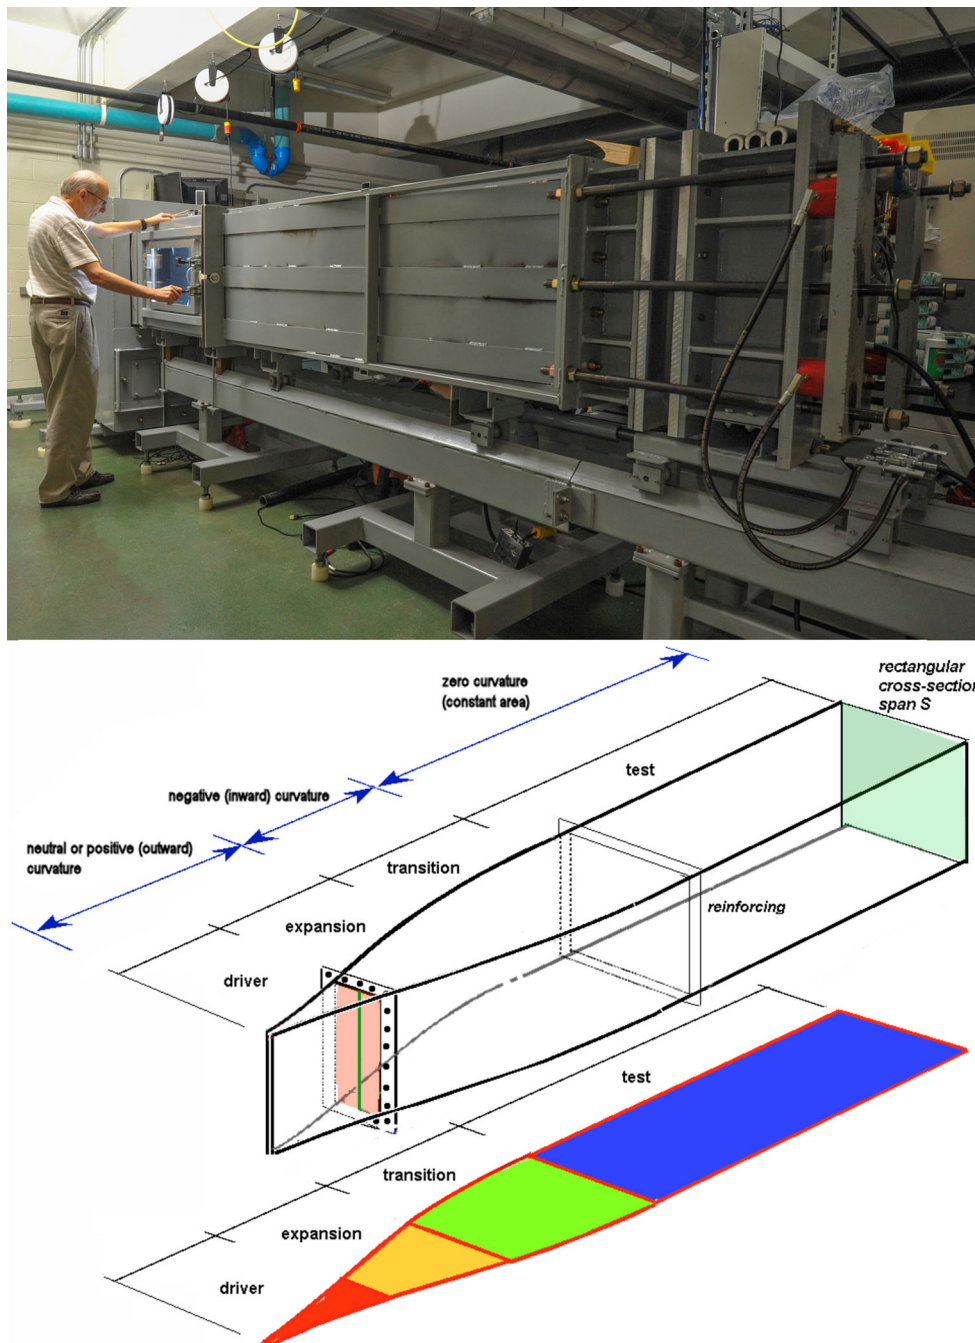 zero curvature
(constant area)
rectangular
cross-section
span S
negative (inward) curvature
neutral or positive (outward)
curvature
test
transition
expansion
driver
reinforcing
test
transition
expansion
driver